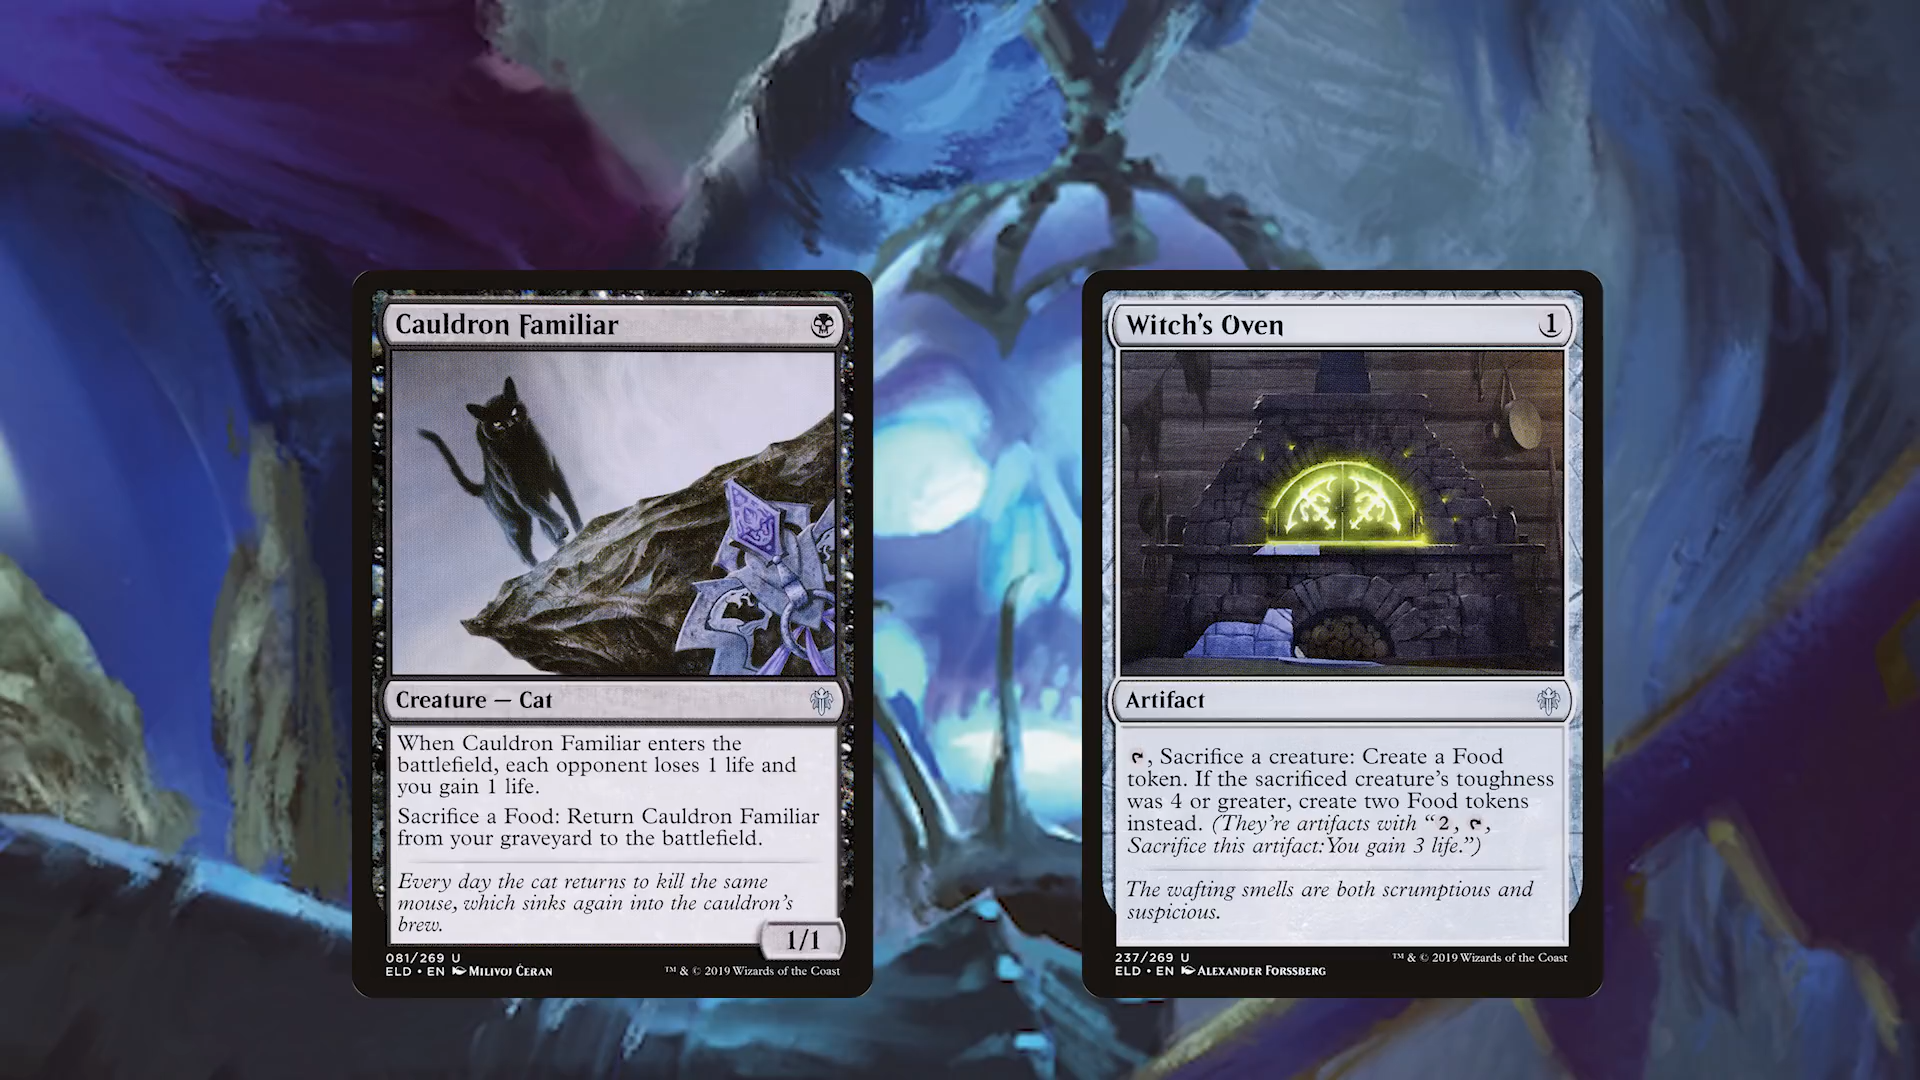 Cauldron Familiar
Creature — Cat
When Cauldron Familiar enters the
battlefield, each opponent loses 1 life and
you gain 1 life.
Sacrifice a Food: Return Cauldron Familiar
from your graveyard to the battlefield.
Every day the cat returns to kill the same
mouse, which sinks again into the cauldron's
brew.
1/1
081/269 U
ELD • EN Milivoj Ćeran
™ & © 2019 Wizards of the Coast
Witch's Oven
1
Artifact
, Sacrifice a creature: Create a Food
token. If the sacrificed creature's toughness
was 4 or greater, create two Food tokens
instead. (They're artifacts with “2, ,
Sacrifice this artifact:You gain 3 life.”)
The wafting smells are both scrumptious and
suspicious.
237/269 U
ELD • EN Alexander Forssberg
™ & © 2019 Wizards of the Coast